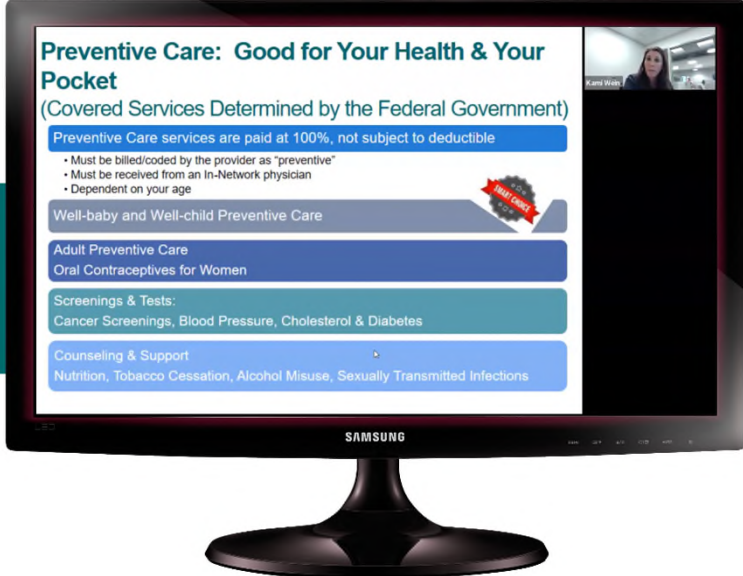 Preventive Care: Good for Your Health & Your
Pocket
(Covered Services Determined by the Federal Government)
Preventive Care services are paid at 100%, not subject to deductible
• Must be billed/coded by the provider as "preventive"
• Must be received from an In-Network physician
• Dependent on your age
SMART CHOICE
Well-baby and Well-child Preventive Care
Adult Preventive Care
Oral Contraceptives for Women
Screenings & Tests:
Cancer Screenings, Blood Pressure, Cholesterol & Diabetes
Counseling & Support
Nutrition, Tobacco Cessation, Alcohol Misuse, Sexually Transmitted Infections
Kami Wein
LED
SAMSUNG